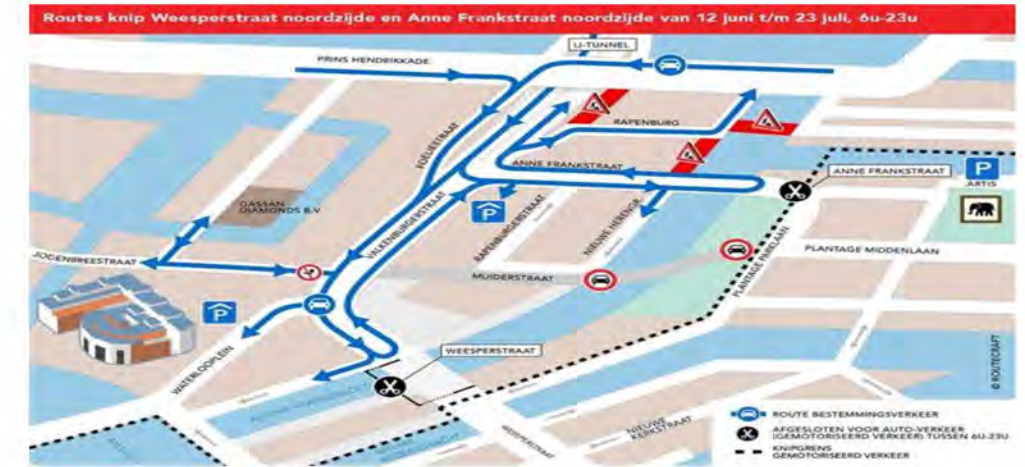 Routes knip Weesperstraat noordzijde en Anne Frankstraat noordzijde van 12 juni t/m 23 juli, 6u-23u
IJ-TUNNEL
PRINS HENDRIKKADE
RAPENBURG
FOELIESTRAAT
ANNE FRANKSTRAAT
ANNE FRANKSTRAAT
P
ARTIS
GASSAN
DIAMONDS B.V
VALKENBURGERSTRAAT
P
RAPENBURGERSTRAAT
NIEUWE HERENGR.
PLANTAGE PARKLAAN
PLANTAGE MIDDENLAAN
JODENBREESTRAAT
MUIDERSTRAAT
P
WATERLOOPLEIN
WEESPERSTRAAT
© ROUTECRAFT
NIEUWE
KERKSTRAAT
WEESPERSTRAAT
ROUTE BESTEMMINGSVERKEER
AFGESLOTEN VOOR AUTO-VERKEER
(GEMOTORISEERD VERKEER) TUSSEN 6U-23U
KNIPGRENS
GEMOTORISEERD VERKEER